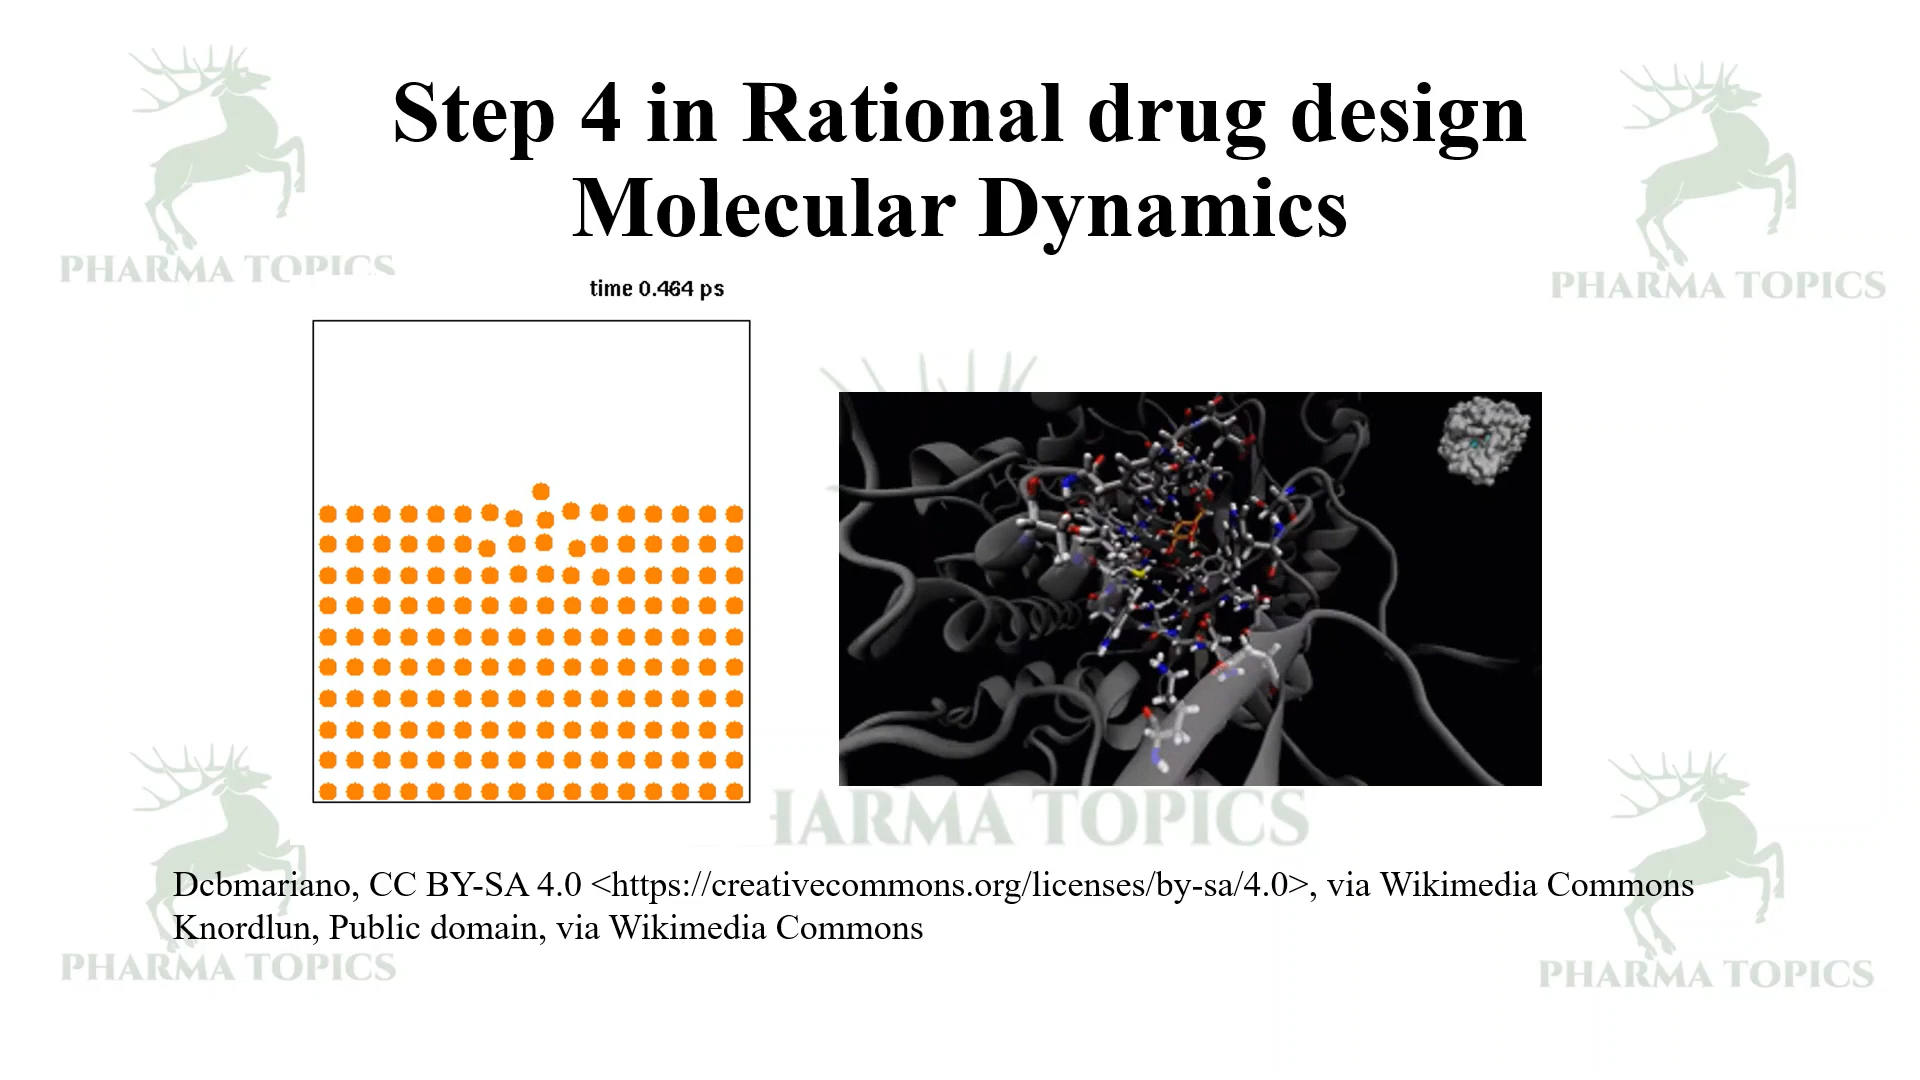 Step 4 in Rational drug design
Molecular Dynamics
PHARMA TOPICS
PHARMA TOPICS
time 0.464 ps
HARMA TOPICS
Dcbmariano, CC BY-SA 4.0 <https://creativecommons.org/licenses/by-sa/4.0>, via Wikimedia Commons
Knordlun, Public domain, via Wikimedia Commons
PHARMA TOPICS
PHARMA TOPICS